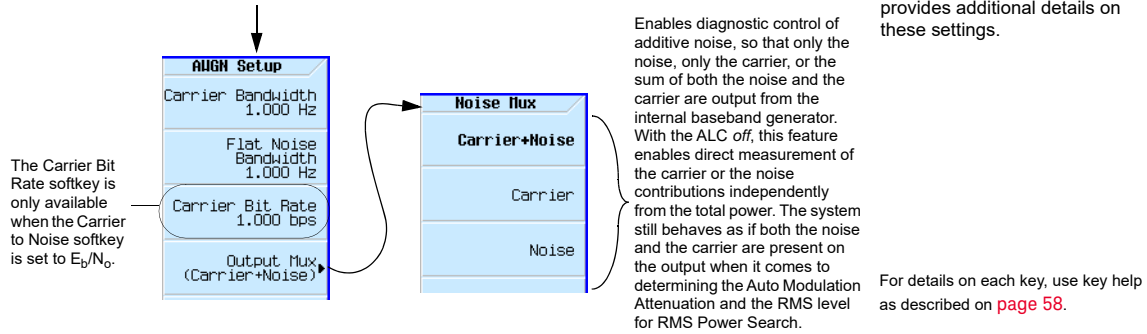 provides additional details on
these settings.
Enables diagnostic control of
additive noise, so that only the
noise, only the carrier, or the
sum of both the noise and the
carrier are output from the
internal baseband generator.
With the ALC off, this feature
enables direct measurement of
the carrier or the noise
contributions independently
from the total power. The system
still behaves as if both the noise
and the carrier are present on
the output when it comes to
determining the Auto Modulation
Attenuation and the RMS level
for RMS Power Search.
AWGN Setup
Carrier Bandwidth
1.000 Hz
Flat Noise
Bandwidth
1.000 Hz
Carrier Bit Rate
1.000 bps
Output Mux
(Carrier+Noise)
Noise Mux
Carrier+Noise
Carrier
Noise
The Carrier Bit
Rate softkey is
only available
when the Carrier
to Noise softkey
is set to Eb/No.
For details on each key, use key help
as described on page 58.